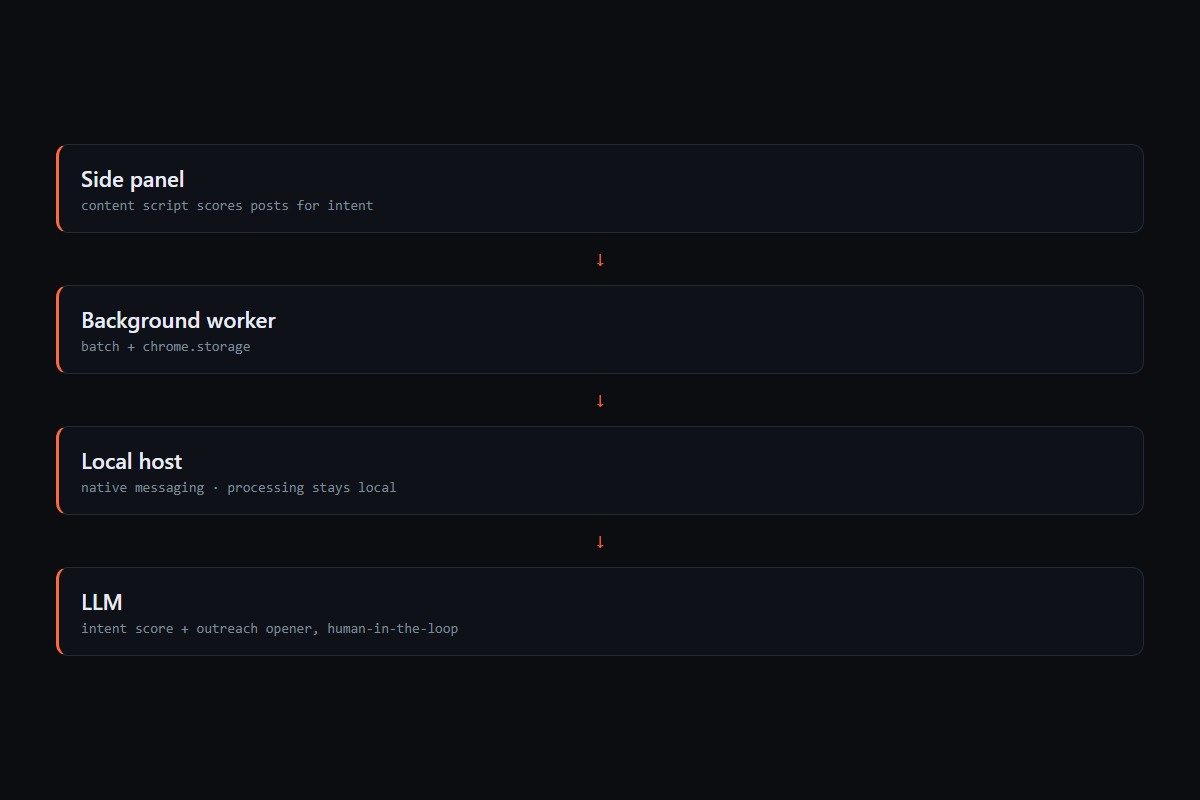 Side panel
content script scores posts for intent
↓
Background worker
batch + chrome.storage
↓
Local host
native messaging · processing stays local
↓
LLM
intent score + outreach opener, human-in-the-loop